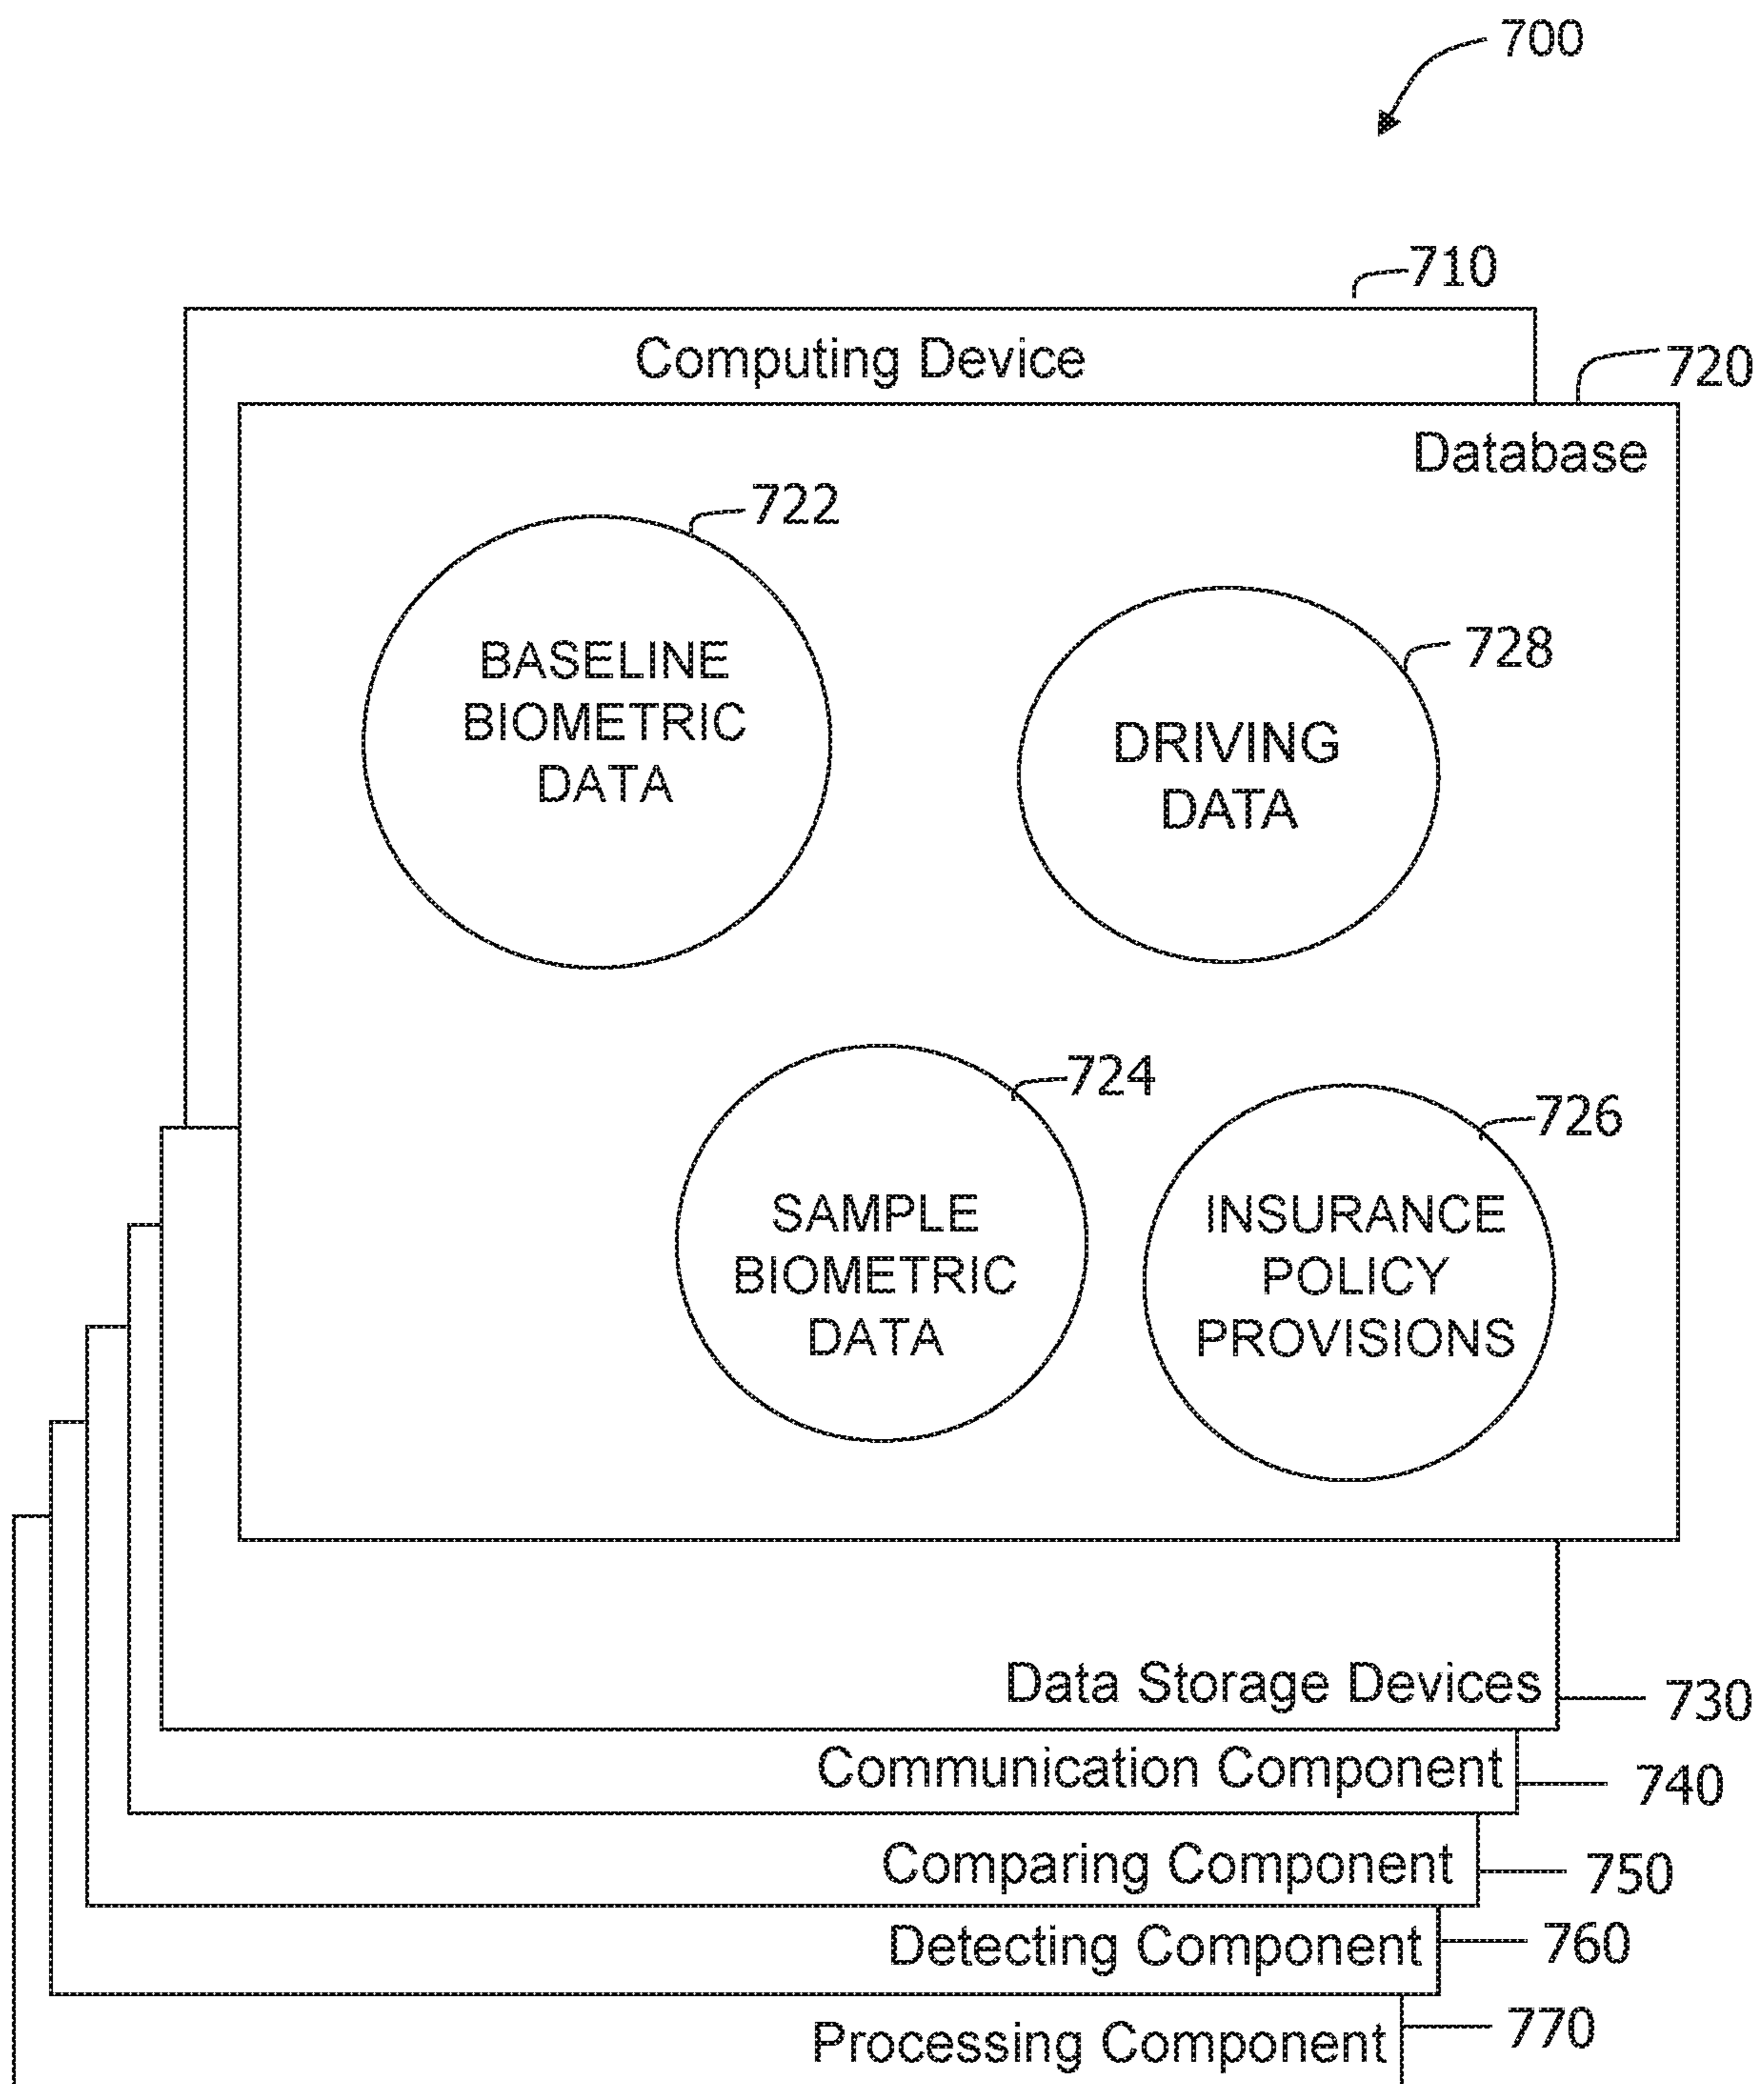 700
710
Computing Device
720
Database
722
BASELINE
BIOMETRIC
DATA
728
DRIVING
DATA
724
SAMPLE
BIOMETRIC
DATA
726
INSURANCE
POLICY
PROVISIONS
Data Storage Devices
730
Communication Component
740
Comparing Component
750
Detecting Component
760
Processing Component
770